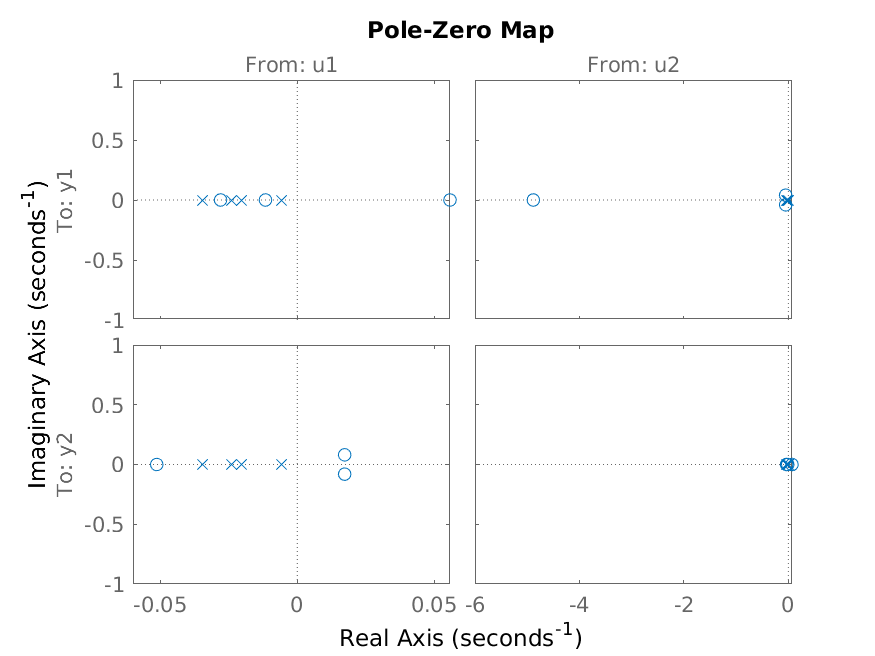 Pole-Zero Map
From: u1
From: u2
To: y1
1
0.5
0
-0.5
-1
To: y2
1
0.5
0
-0.5
-1
Imaginary Axis (seconds⁻¹)
-0.05
0
0.05
-6
-4
-2
0
Real Axis (seconds⁻¹)